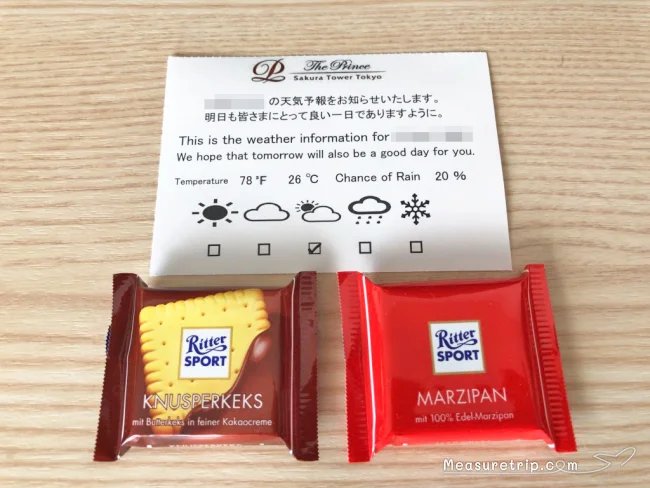 The Prince
Sakura Tower Tokyo
の天気予報をお知らせいたします。
明日も皆さまにとって良い一日でありますように。
This is the weather information for
We hope that tomorrow will also be a good day for you.
Temperature 78 °F 26 °C Chance of Rain 20 %
Ritter
SPORT
KNUSPERKEKS
mit Butterkeks in feiner Kakaocreme
Ritter
SPORT
MARZIPAN
mit 100% Edel-Marzipan
Measuretrip.com